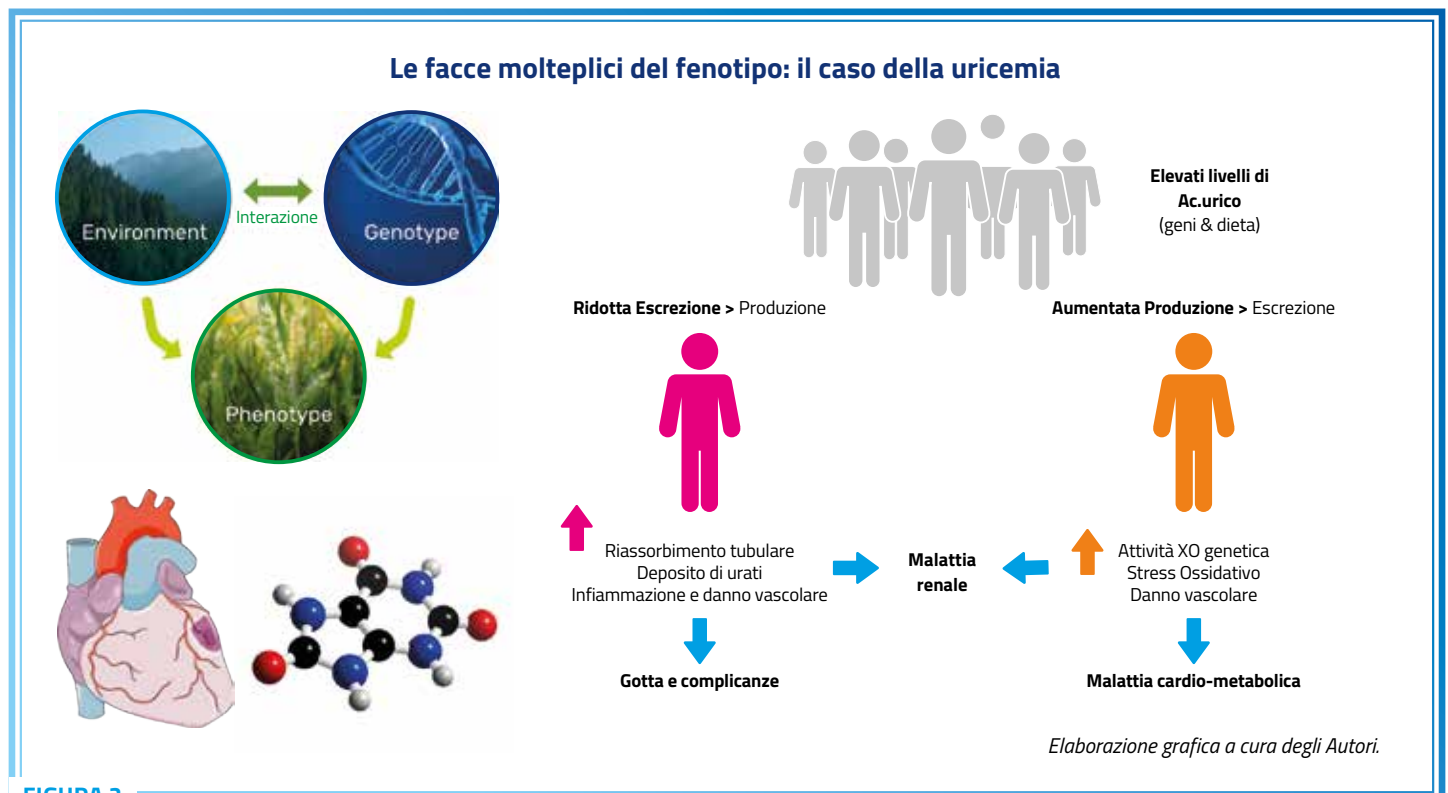 Le facce molteplici del fenotipo: il caso della uricemia
Environment
Interazione
Genotype
Phenotype
Elevati livelli di
Ac.urico
(geni & dieta)
Ridotta Escrezione > Produzione
Aumentata Produzione > Escrezione
Riassorbimento tubulare
Deposito di urati
Infiammazione e danno vascolare
Malattia
renale
Attività XO genetica
Stress Ossidativo
Danno vascolare
Gotta e complicanze
Malattia cardio-metabolica
Elaborazione grafica a cura degli Autori.